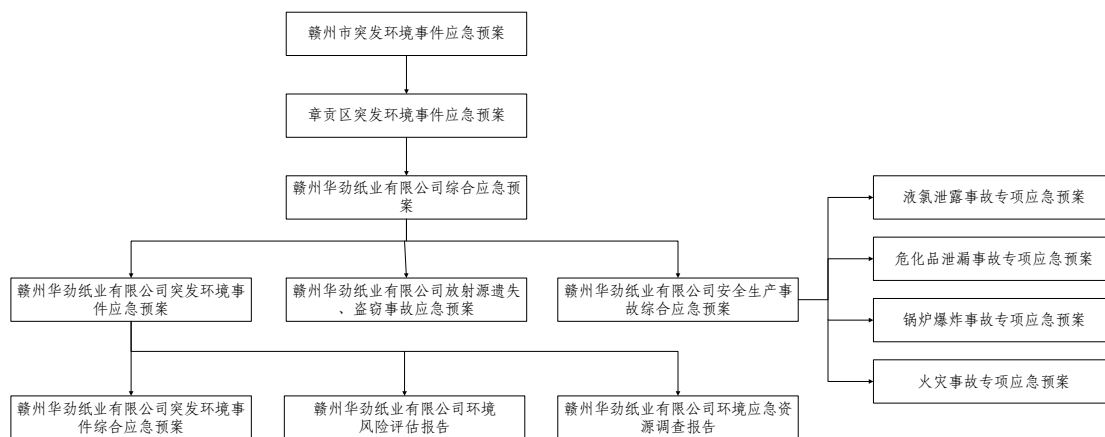 赣州市突发环境事件应急预案
章贡区突发环境事件应急预案
赣州华劲纸业有限公司综合应急预
案
液氯泄露事故专项应急预案
危化品泄漏事故专项应急预案
赣州华劲纸业有限公司突发环境事
件应急预案
赣州华劲纸业有限公司放射源遗失
、盗窃事故应急预案
赣州华劲纸业有限公司安全生产事
故综合应急预案
锅炉爆炸事故专项应急预案
火灾事故专项应急预案
赣州华劲纸业有限公司突发环境事
件综合应急预案
赣州华劲纸业有限公司环境
风险评估报告
赣州华劲纸业有限公司环境应急资
源调查报告